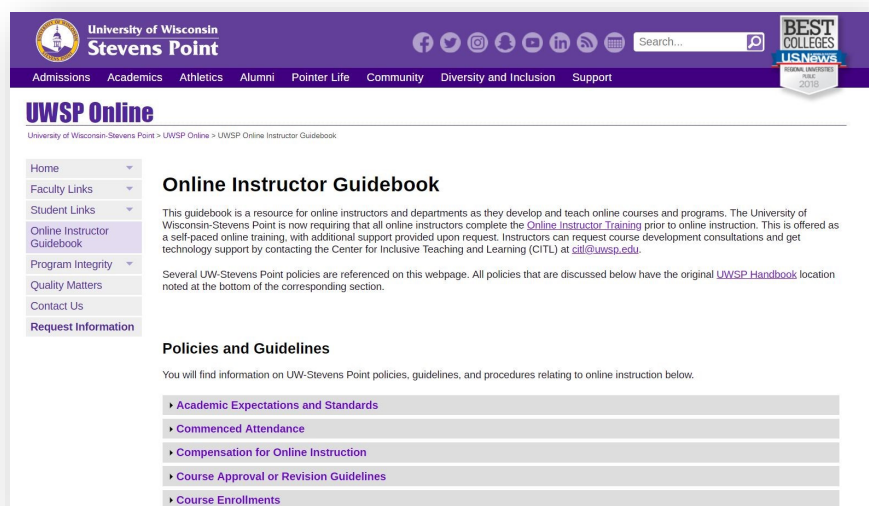 University of Wisconsin
Stevens Point
Search...
BEST
COLLEGES
U.S.News
REGIONAL UNIVERSITIES
PUBLIC
2018
Admissions Academics Athletics Alumni Pointer Life Community Diversity and Inclusion Support
UWSP Online
University of Wisconsin-Stevens Point > UWSP Online > UWSP Online Instructor Guidebook
Home
Faculty Links
Student Links
Online Instructor
Guidebook
Program Integrity
Quality Matters
Contact Us
Request Information
Online Instructor Guidebook
This guidebook is a resource for online instructors and departments as they develop and teach online courses and programs. The University of
Wisconsin-Stevens Point is now requiring that all online instructors complete the Online Instructor Training prior to online instruction. This is offered as
a self-paced online training, with additional support provided upon request. Instructors can request course development consultations and get
technology support by contacting the Center for Inclusive Teaching and Learning (CITL) at citl@uwsp.edu.
Several UW-Stevens Point policies are referenced on this webpage. All policies that are discussed below have the original UWSP Handbook location
noted at the bottom of the corresponding section.
Policies and Guidelines
You will find information on UW-Stevens Point policies, guidelines, and procedures relating to online instruction below.
Academic Expectations and Standards
Commenced Attendance
Compensation for Online Instruction
Course Approval or Revision Guidelines
Course Enrollments